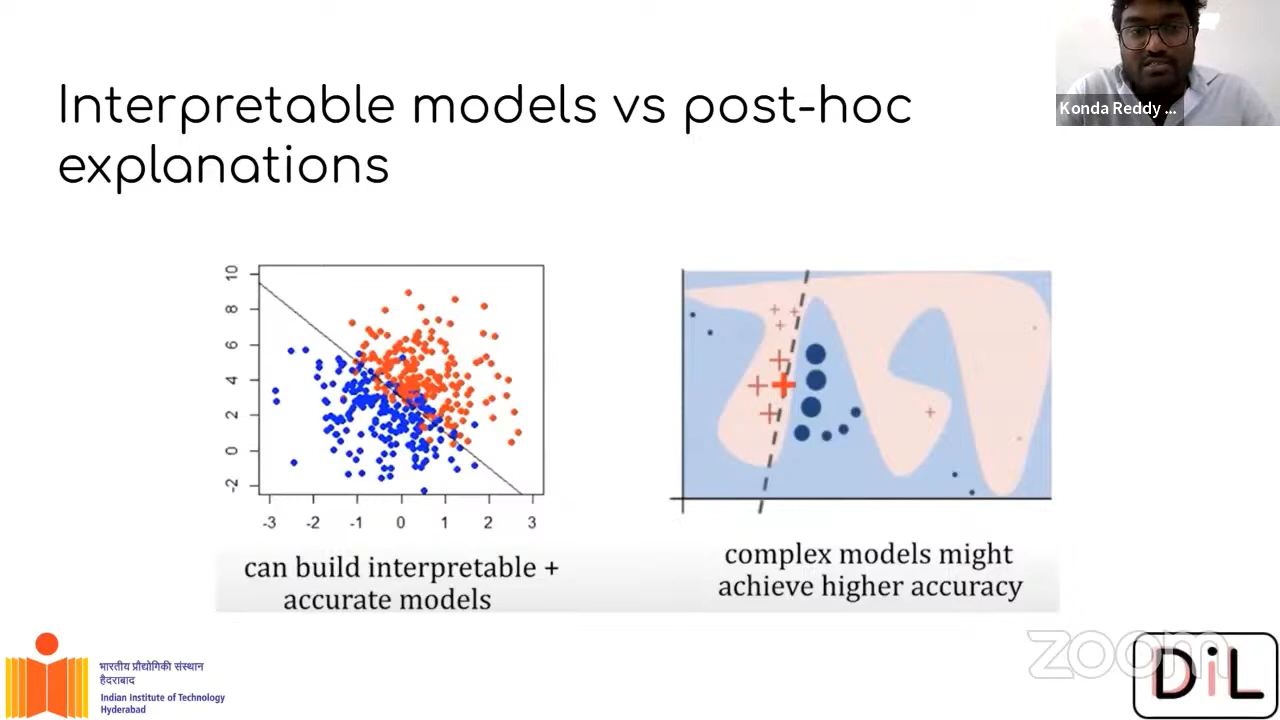 Interpretable models vs post-hoc
explanations
Konda Reddy ...
10
8
6
4
2
0
-2
-3 -2 -1 0 1 2 3
can build interpretable +
accurate models
complex models might
achieve higher accuracy
भारतीय प्रौद्योगिकी संस्थान
हैदराबाद
Indian Institute of Technology
Hyderabad
zoom
DiL